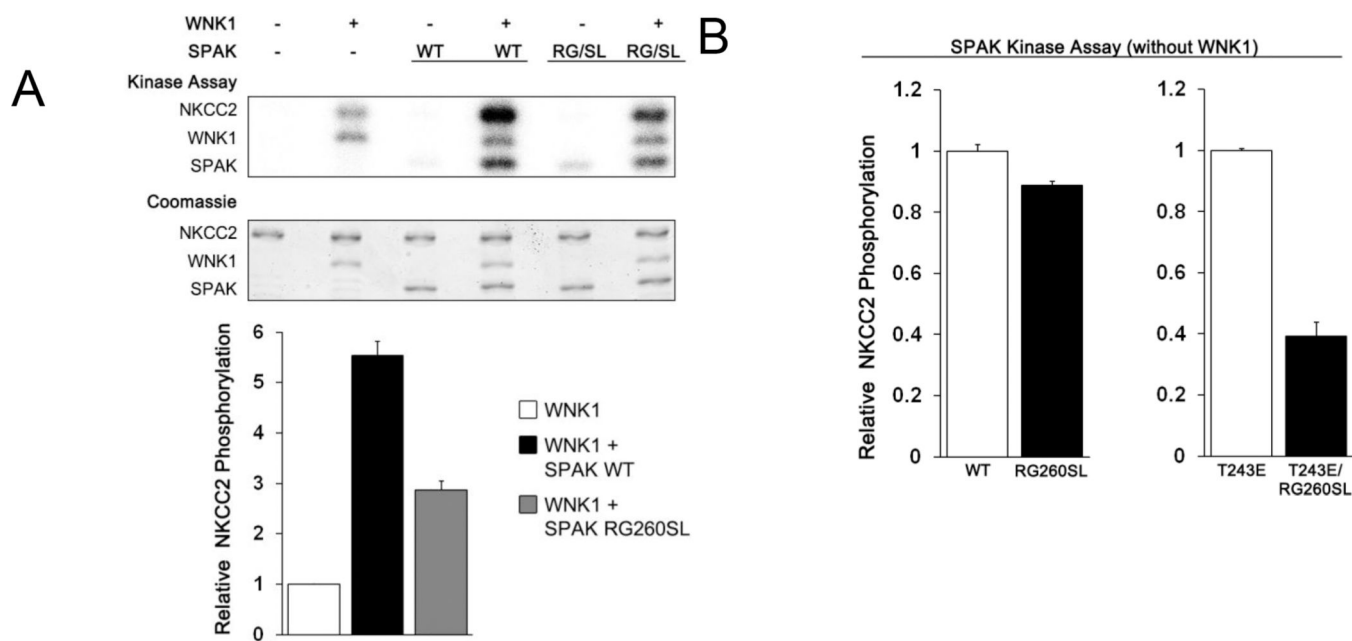 A
WNK1 - + - + - +
SPAK - - WT WT RG/SL RG/SL
Kinase Assay
NKCC2
WNK1
SPAK
Coomassie
NKCC2
WNK1
SPAK
Relative NKCC2 Phosphorylation
6
5
4
3
2
1
0
WNK1
WNK1 +
SPAK WT
WNK1 +
SPAK RG260SL
B
SPAK Kinase Assay (without WNK1)
Relative NKCC2 Phosphorylation
1.2
1
0.8
0.6
0.4
0.2
0
WT RG260SL
Relative NKCC2 Phosphorylation
1.2
1
0.8
0.6
0.4
0.2
0
T243E T243E/
RG260SL